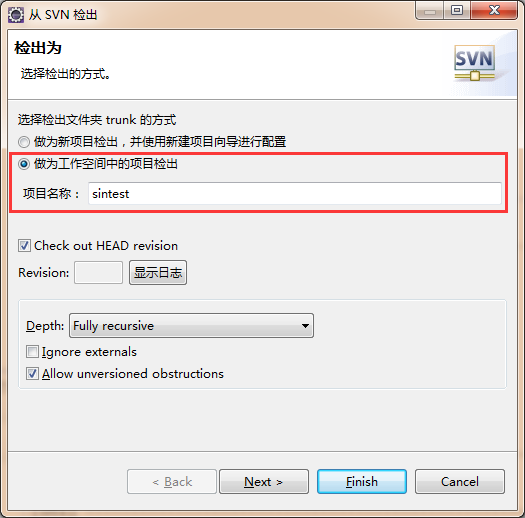 从 SVN 检出
检出为
选择检出的方式。
SVN
选择检出文件夹 trunk 的方式
做为新项目检出，并使用新建项目向导进行配置
做为工作空间中的项目检出
项目名称： sintest
Check out HEAD revision
Revision: 显示日志
Depth: Fully recursive
Ignore externals
Allow unversioned obstructions
< Back Next > Finish Cancel